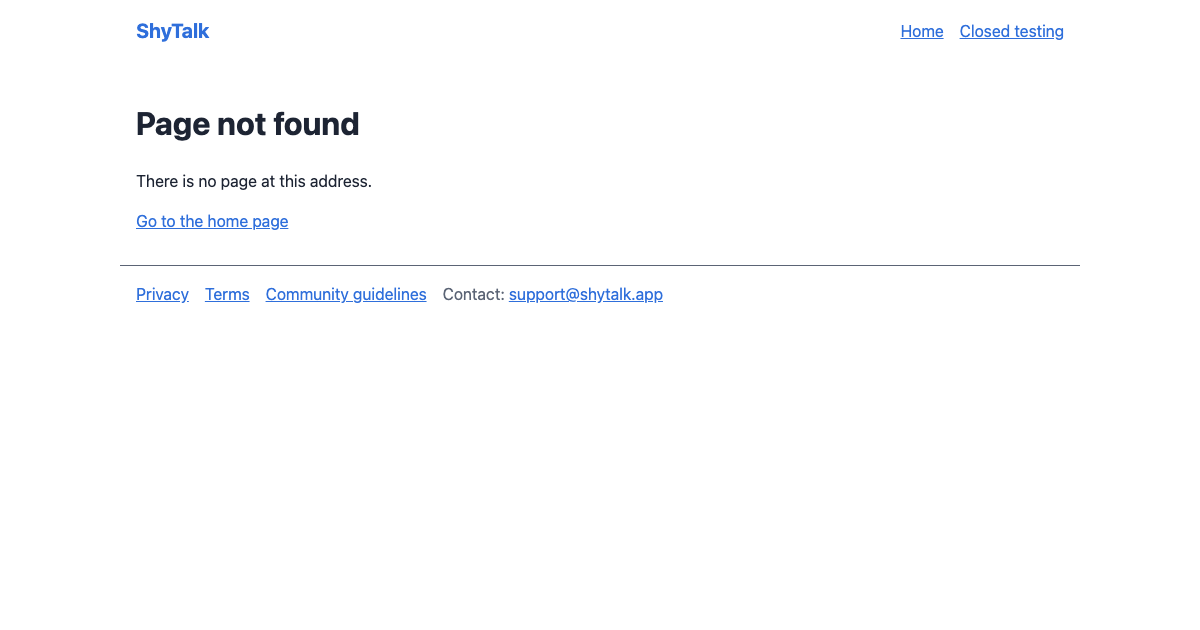 ShyTalk Home Closed testing
Page not found
There is no page at this address.
Go to the home page
Privacy Terms Community guidelines Contact: support@shytalk.app